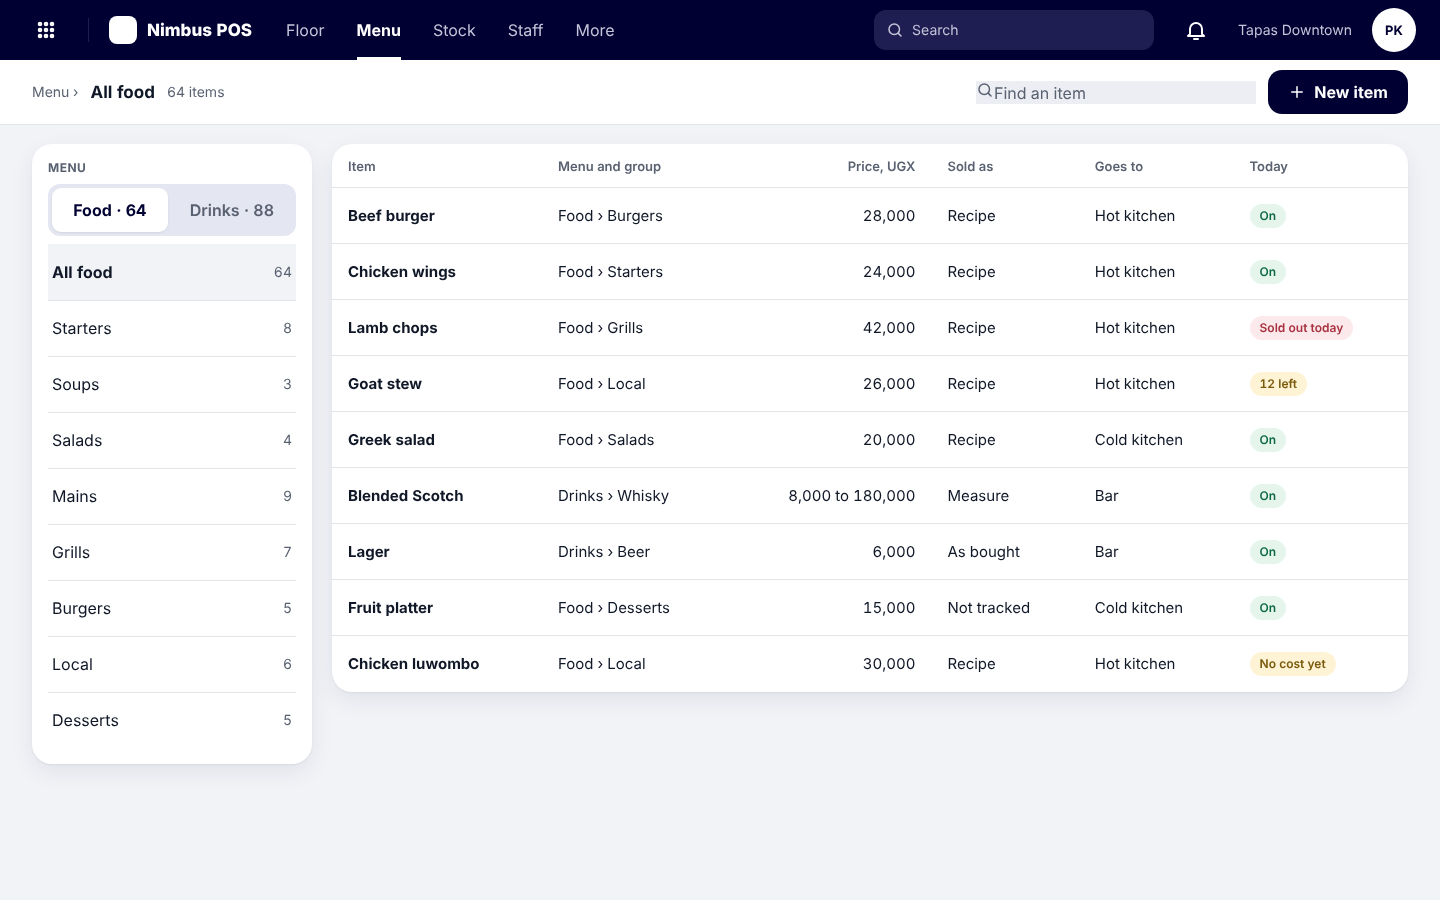 Nimbus POS Floor Menu Stock Staff More Search Tapas Downtown PK
Menu › All food 64 items Find an item + New item
MENU
Food · 64 Drinks · 88
All food 64
Starters 8
Soups 3
Salads 4
Mains 9
Grills 7
Burgers 5
Local 6
Desserts 5
Item Menu and group Price, UGX Sold as Goes to Today
Beef burger Food › Burgers 28,000 Recipe Hot kitchen On
Chicken wings Food › Starters 24,000 Recipe Hot kitchen On
Lamb chops Food › Grills 42,000 Recipe Hot kitchen Sold out today
Goat stew Food › Local 26,000 Recipe Hot kitchen 12 left
Greek salad Food › Salads 20,000 Recipe Cold kitchen On
Blended Scotch Drinks › Whisky 8,000 to 180,000 Measure Bar On
Lager Drinks › Beer 6,000 As bought Bar On
Fruit platter Food › Desserts 15,000 Not tracked Cold kitchen On
Chicken luwombo Food › Local 30,000 Recipe Hot kitchen No cost yet